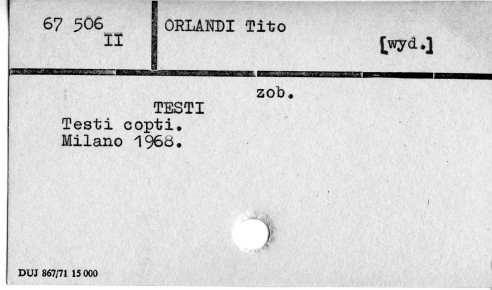 67 506
II
ORLANDI Tito
[wyd.]
zob.
TESTI
Testi copti.
Milano 1968.
DUJ 867/71 15 000